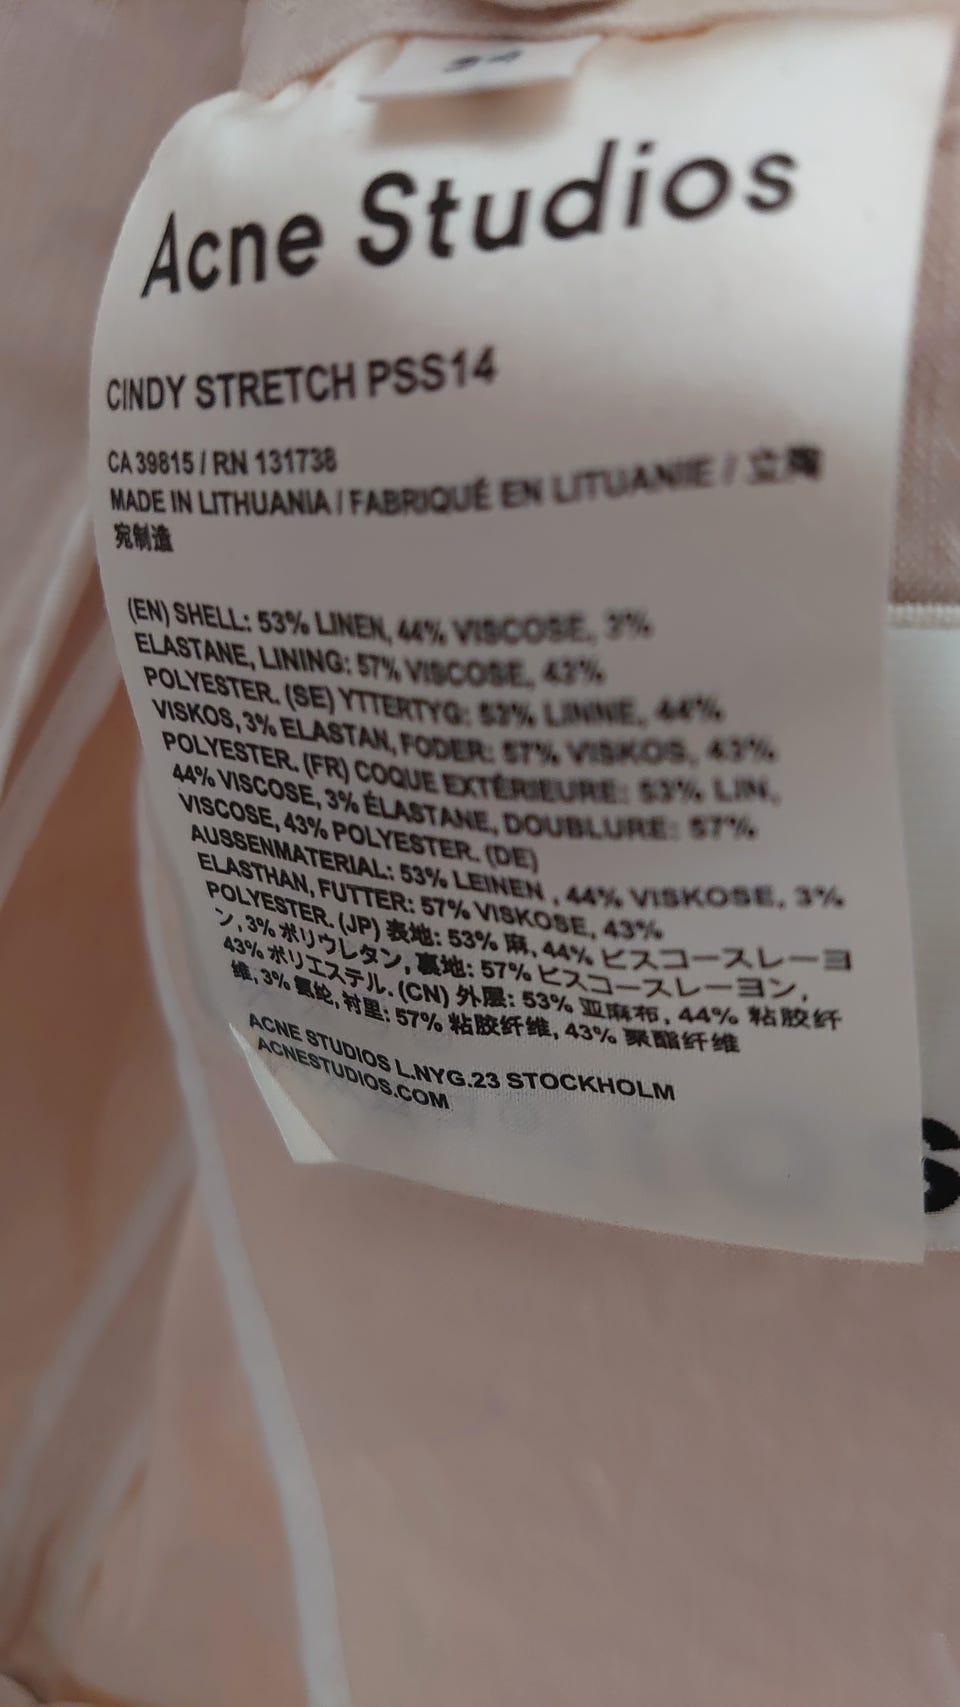 34
Acne Studios
CINDY STRETCH PSS14
CA 39815 / RN 131738
MADE IN LITHUANIA / FABRIQUÉ EN LITUANIE / 立陶
宛制造
(EN) SHELL: 53% LINEN, 44% VISCOSE, 3%
ELASTANE, LINING: 57% VISCOSE, 43%
POLYESTER. (SE) YTTERTYG: 53% LINNE, 44%
VISKOS, 3% ELASTAN, FODER: 57% VISKOS, 43%
POLYESTER. (FR) COQUE EXTÉRIEURE: 53% LIN,
44% VISCOSE, 3% ÉLASTANE, DOUBLURE: 57%
VISCOSE, 43% POLYESTER. (DE)
AUSSENMATERIAL: 53% LEINEN , 44% VISKOSE, 3%
ELASTHAN, FUTTER: 57% VISKOSE, 43%
POLYESTER. (JP) 表地: 53% 麻, 44% ビスコースレーヨ
ン, 3% ポリウレタン, 裏地: 57% ビスコースレーヨン,
43% ポリエステル. (CN) 外层: 53% 亚麻布, 44% 粘胶纤
维, 3% 氨纶, 衬里: 57% 粘胶纤维, 43% 聚酯纤维
ACNE STUDIOS L.NYG.23 STOCKHOLM
ACNESTUDIOS.COM